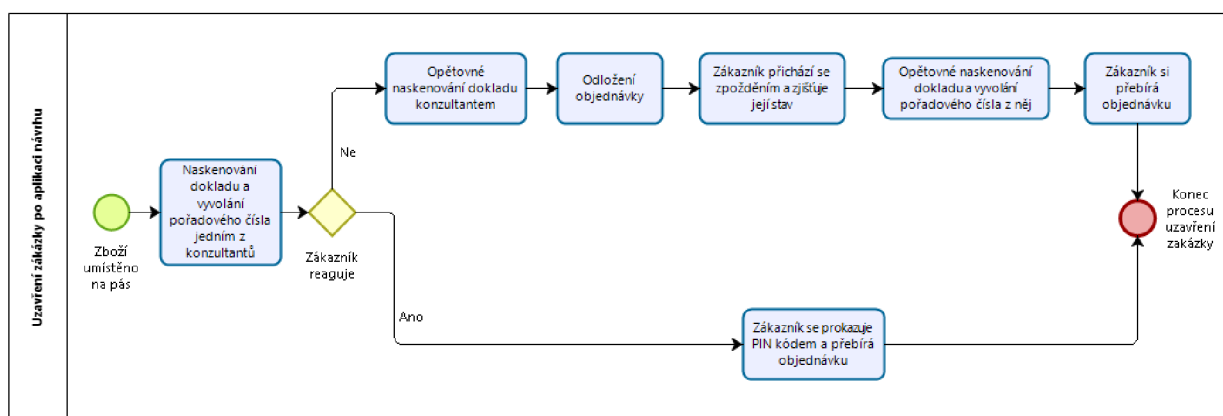 Uzavření zákázky po aplikaci návrhu
Zboží
umístěno
na pás
Naskenování
dokladu a
vyvolání
pořadového čísla
jedním z
konzultantů
Zákazník
reaguje
Ne
Opětovné
naskenování dokladu
konzultantem
Odložení
objednávky
Zákazník přichází se
zpožděním a zjišťuje
její stav
Opětovné naskenování
dokladu a vyvolání
pořadového čísla z něj
Zákazník si
přebírá
objednávku
Ano
Zákazník se prokazuje
PIN kódem a přebírá
objednávku
Konec
procesu
uzavření
zakázky